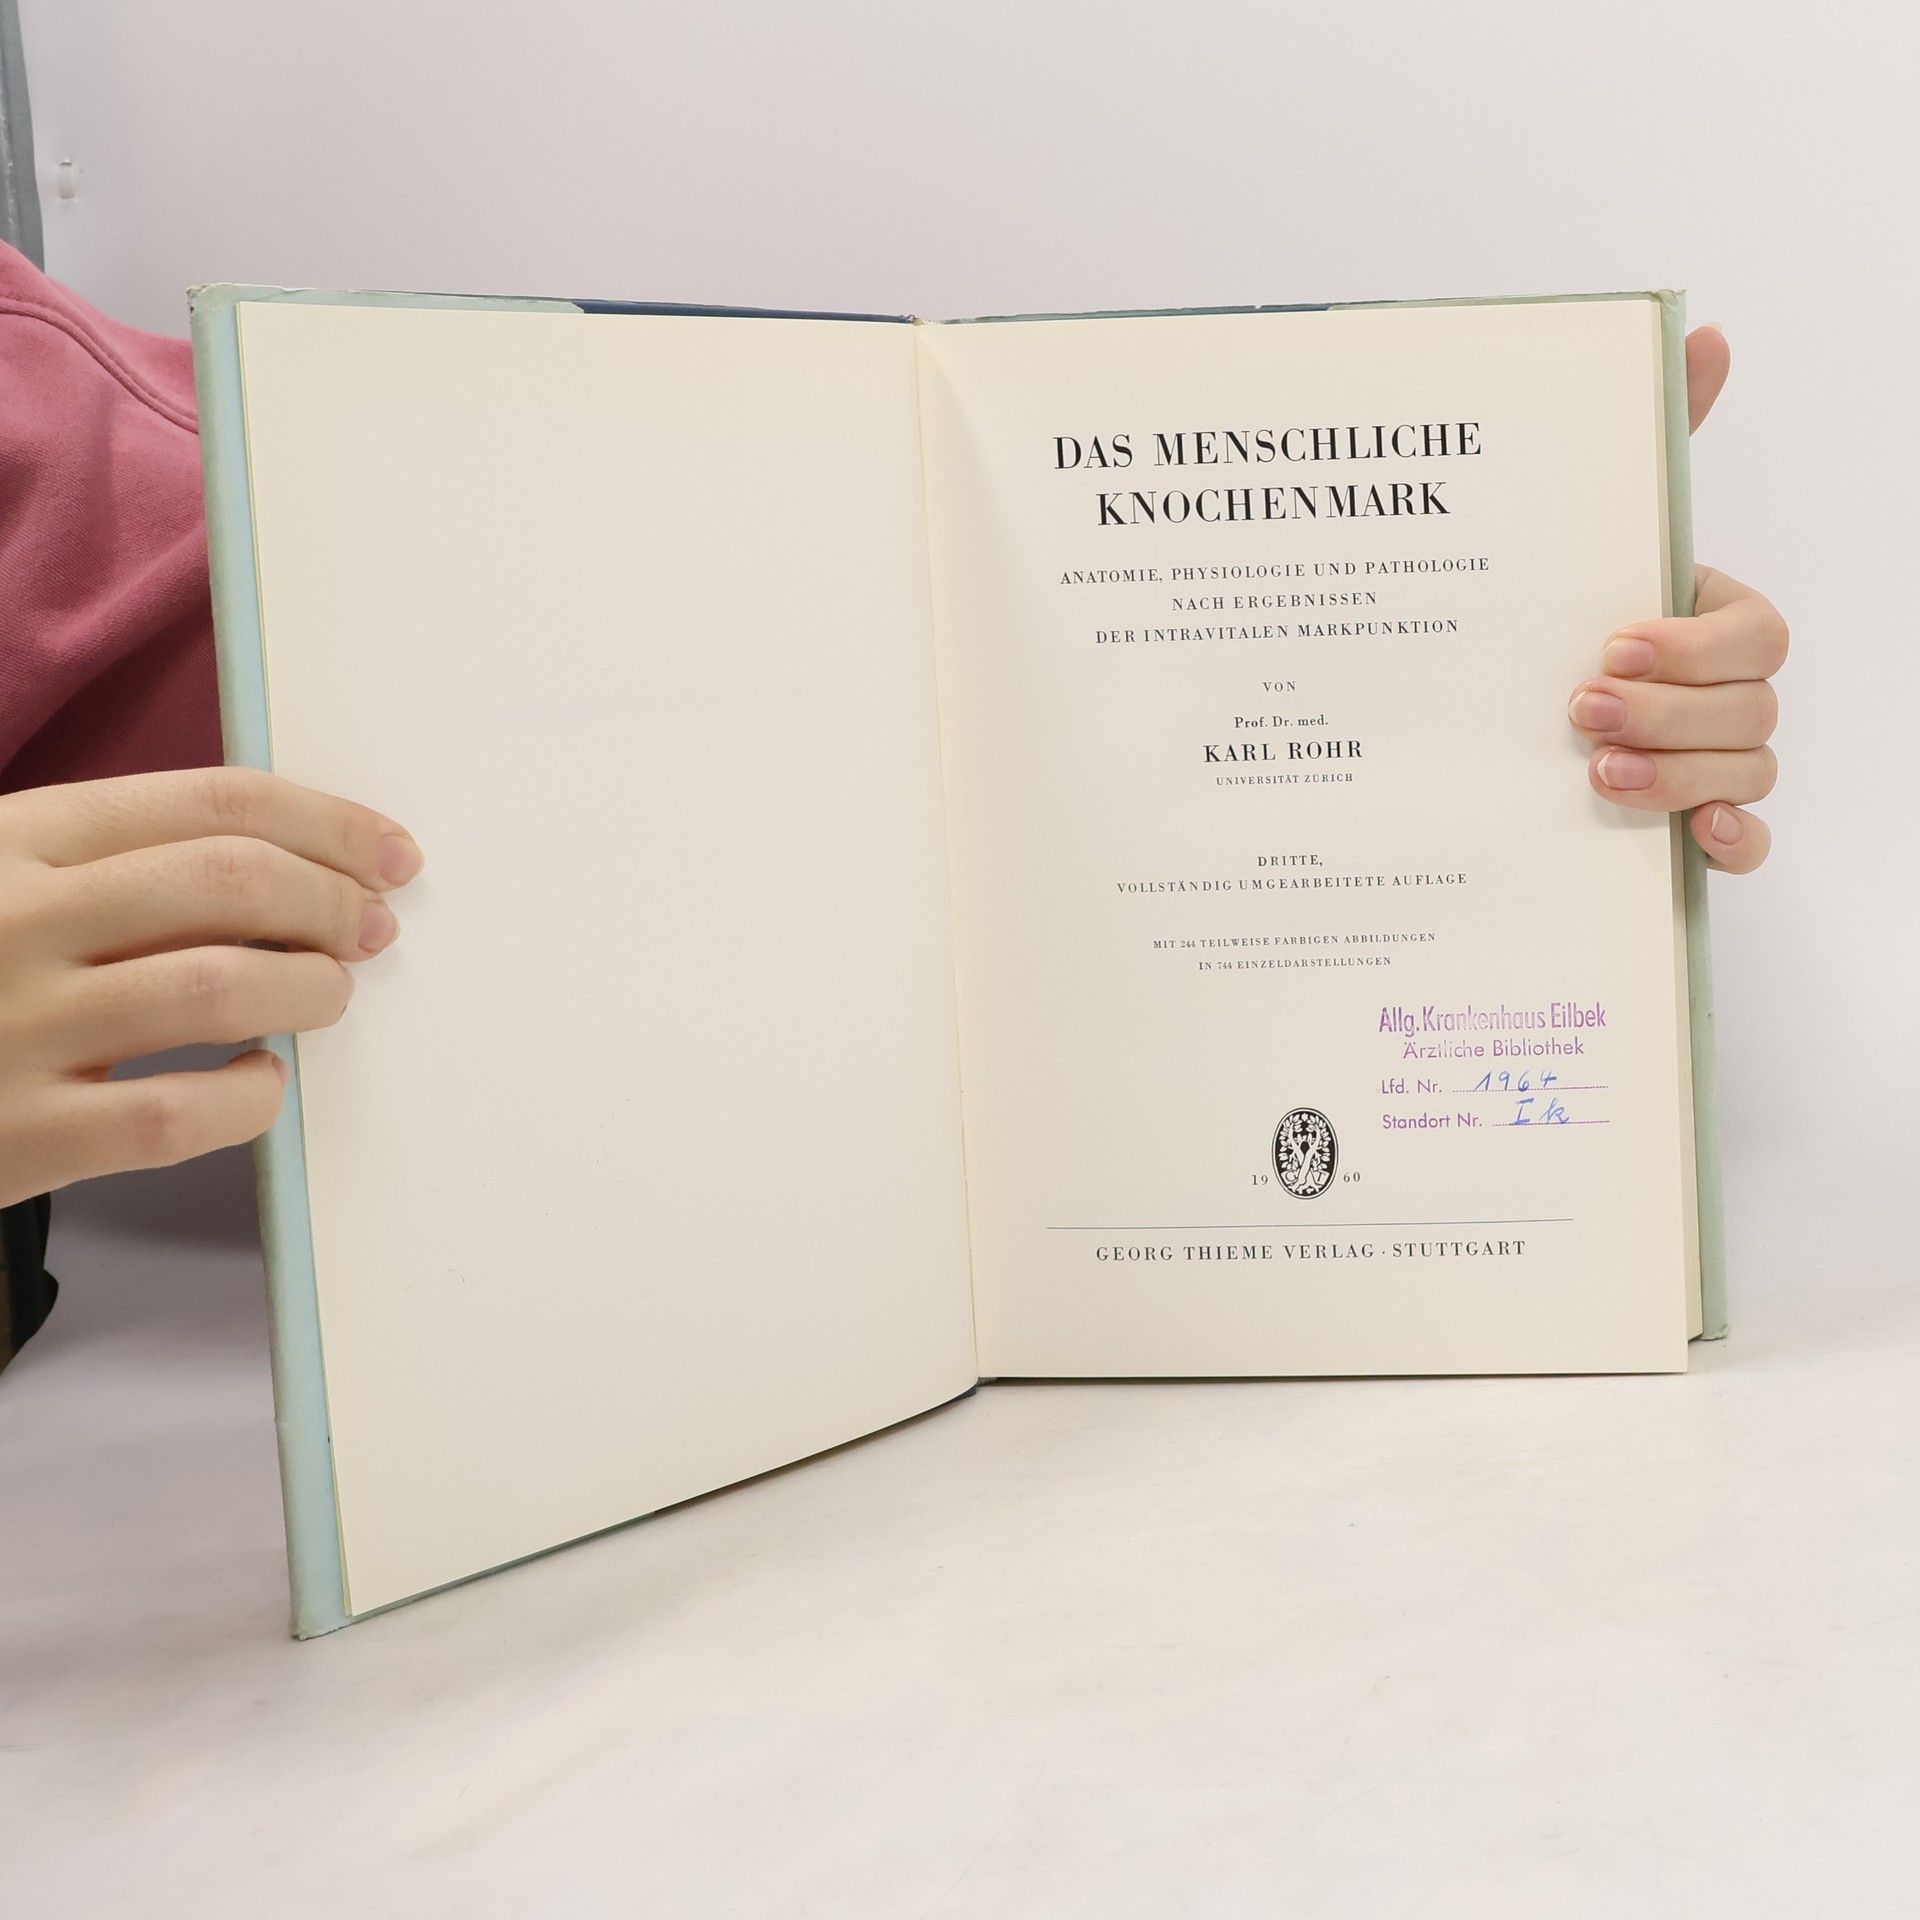 DAS MENSCHLICHE
KNOCHENMARK
ANATOMIE, PHYSIOLOGIE UND PATHOLOGIE
NACH ERGEBNISSEN
DER INTRAVITALEN MARKPUNKTION
VON
Prof. Dr. med.
KARL ROHR
UNIVERSITÄT ZÜRICH
DRITTE,
VOLLSTÄNDIG UMGEARBEITETE AUFLAGE
MIT 244 TEILWEISE FARBIGEN ABBILDUNGEN
IN 744 EINZELDARSTELLUNGEN
Allg. Krankenhaus Eilbek
Ärztliche Bibliothek
Lfd. Nr. 1964
Standort Nr. I k
19 60
GEORG THIEME VERLAG · STUTTGART